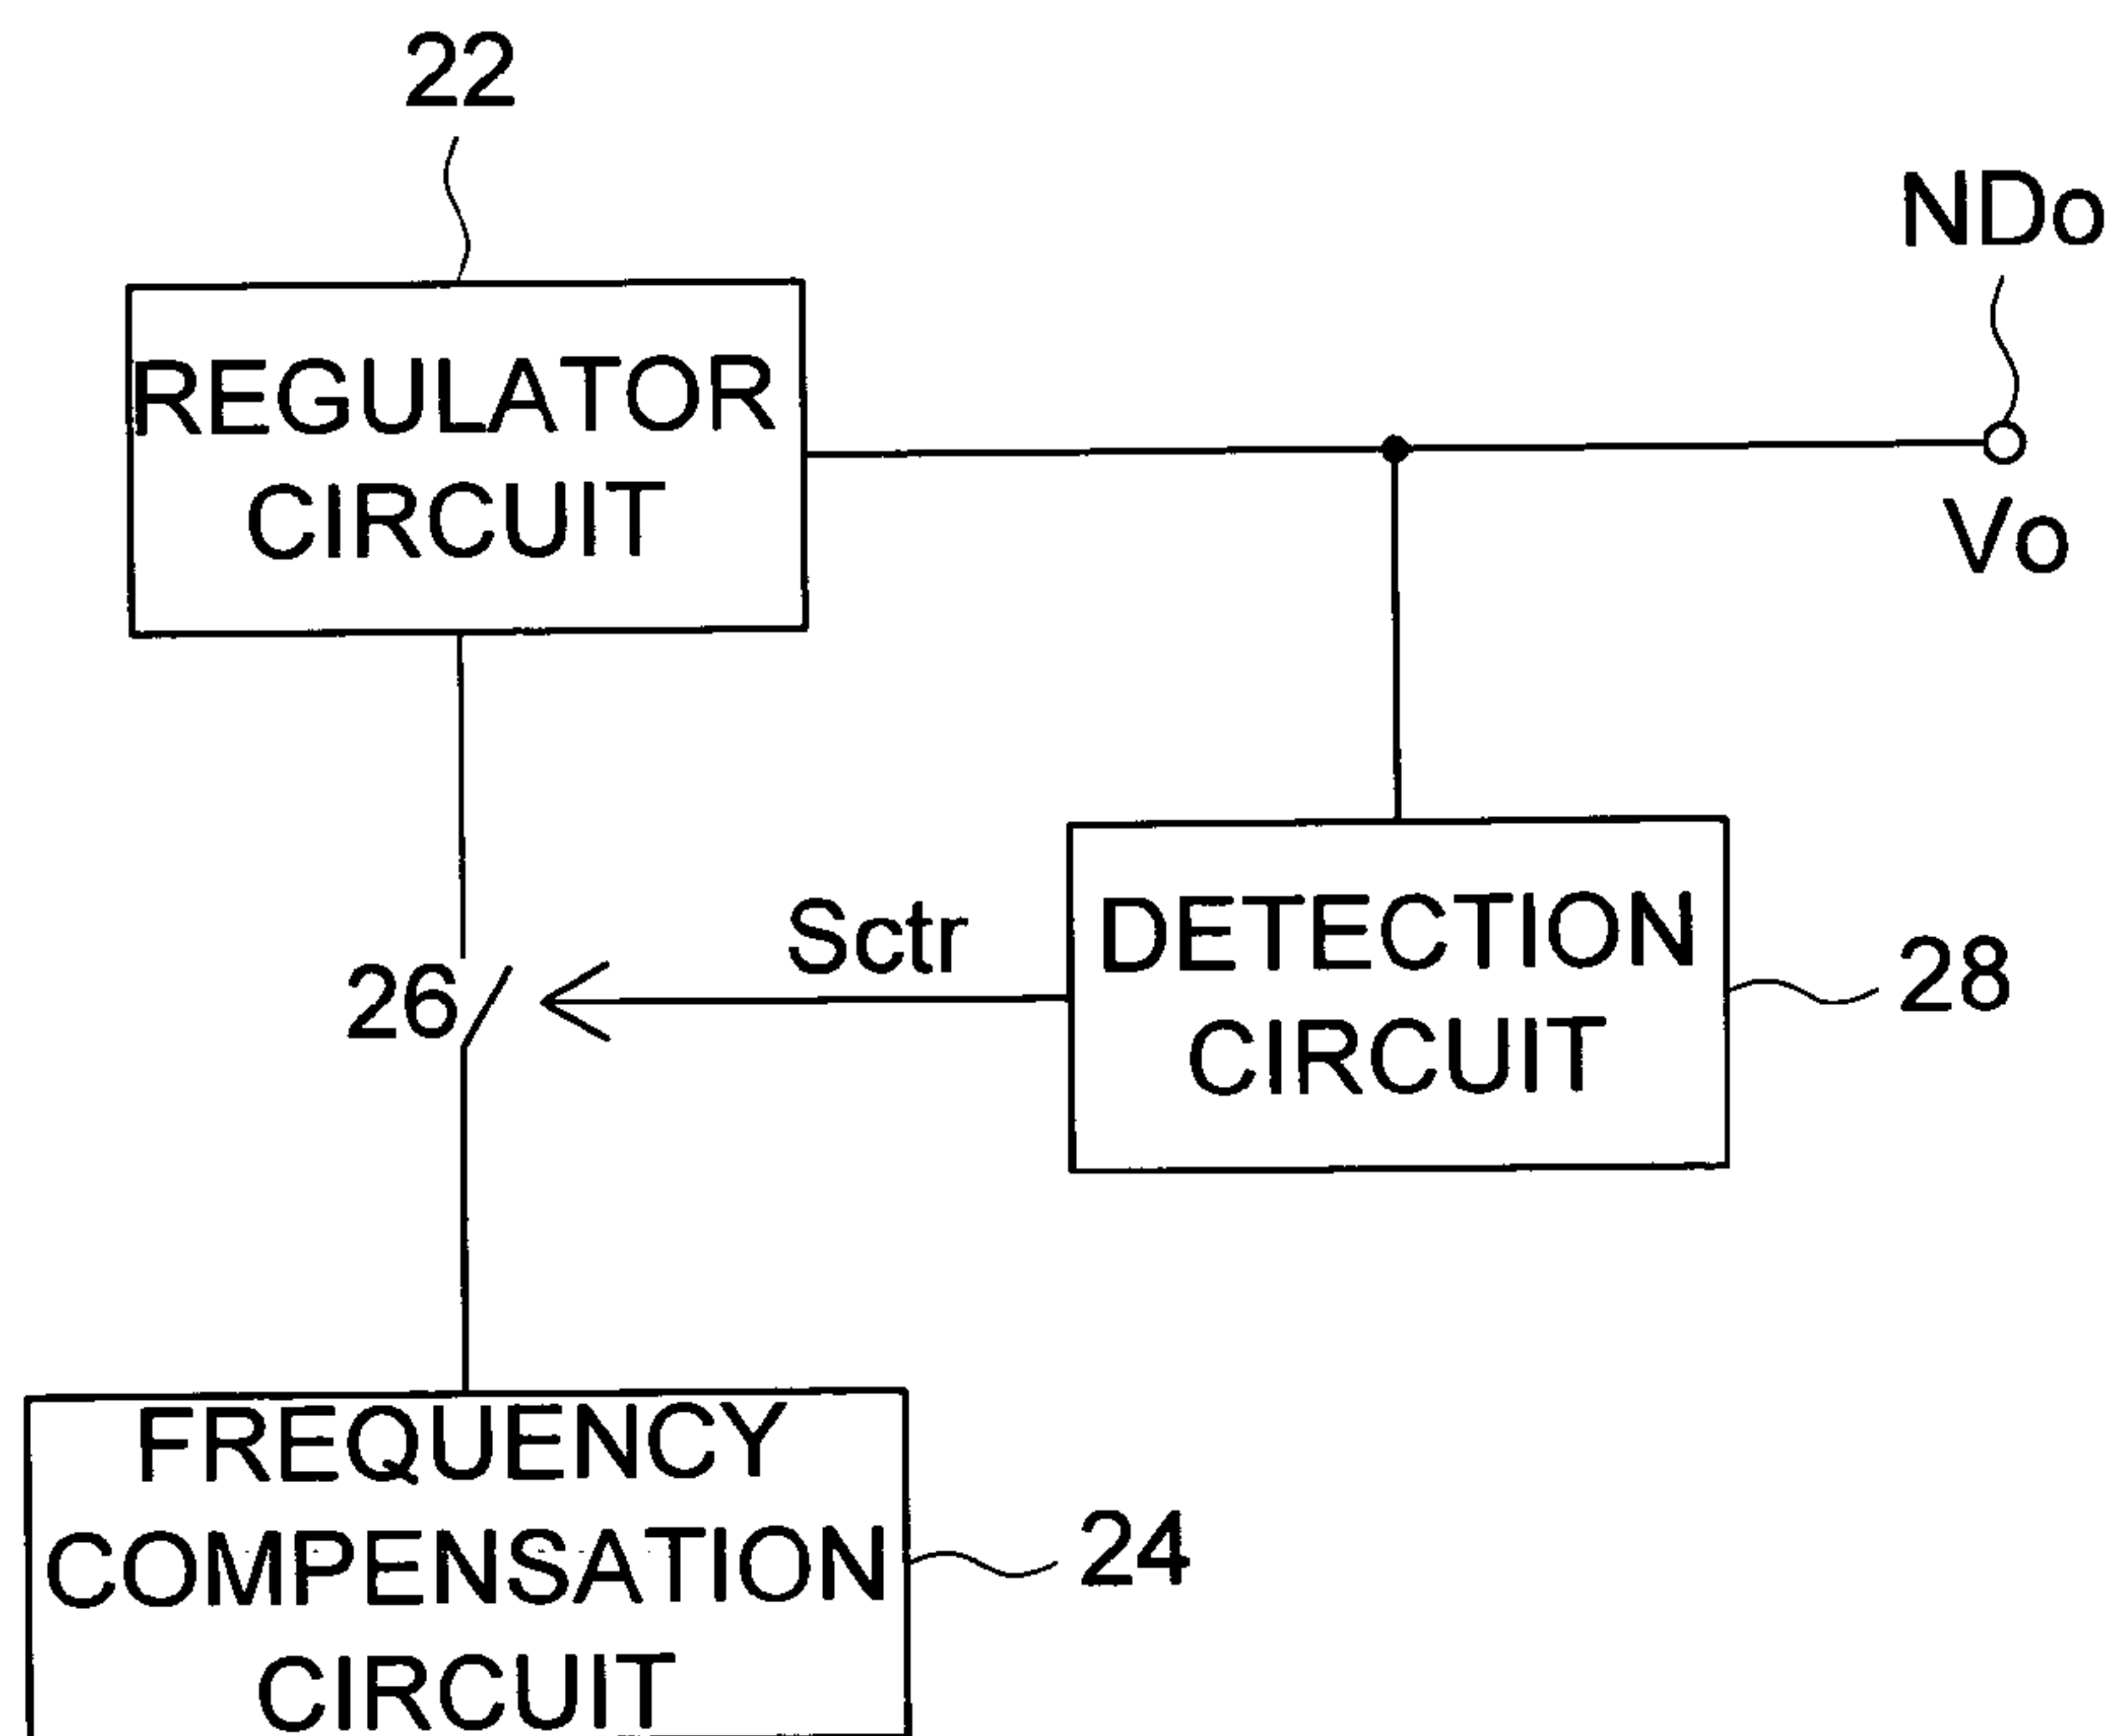 22
NDo
REGULATOR
CIRCUIT
Vo
Sctr
DETECTION
CIRCUIT
26
28
FREQUENCY
COMPENSATION
CIRCUIT
24